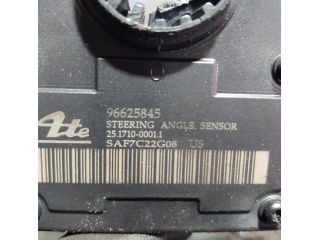 96625845
Ate STEERING ANGLE. SENSOR
25.1710-0001.1
SAF7C22G08 US